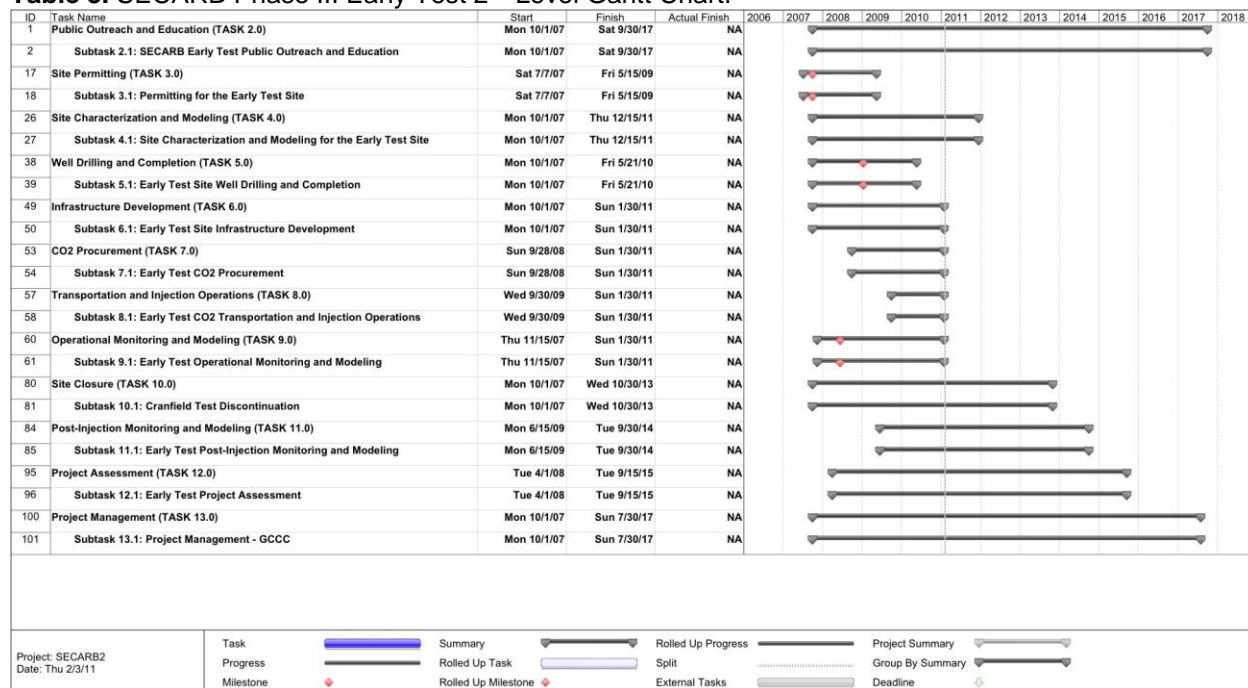 Table 3. SECARB Phase III Early Test 2nd Level Gantt Chart.
ID Task Name Start Finish Actual Finish 2006 2007 2008 2009 2010 2011 2012 2013 2014 2015 2016 2017 2018
1 Public Outreach and Education (TASK 2.0) Mon 10/1/07 Sat 9/30/17 NA
2 Subtask 2.1: SECARB Early Test Public Outreach and Education Mon 10/1/07 Sat 9/30/17 NA
17 Site Permitting (TASK 3.0) Sat 7/7/07 Fri 5/15/09 NA
18 Subtask 3.1: Permitting for the Early Test Site Sat 7/7/07 Fri 5/15/09 NA
26 Site Characterization and Modeling (TASK 4.0) Mon 10/1/07 Thu 12/15/11 NA
27 Subtask 4.1: Site Characterization and Modeling for the Early Test Site Mon 10/1/07 Thu 12/15/11 NA
38 Well Drilling and Completion (TASK 5.0) Mon 10/1/07 Fri 5/21/10 NA
39 Subtask 5.1: Early Test Site Well Drilling and Completion Mon 10/1/07 Fri 5/21/10 NA
49 Infrastructure Development (TASK 6.0) Mon 10/1/07 Sun 1/30/11 NA
50 Subtask 6.1: Early Test Site Infrastructure Development Mon 10/1/07 Sun 1/30/11 NA
53 CO2 Procurement (TASK 7.0) Sun 9/28/08 Sun 1/30/11 NA
54 Subtask 7.1: Early Test CO2 Procurement Sun 9/28/08 Sun 1/30/11 NA
57 Transportation and Injection Operations (TASK 8.0) Wed 9/30/09 Sun 1/30/11 NA
58 Subtask 8.1: Early Test CO2 Transportation and Injection Operations Wed 9/30/09 Sun 1/30/11 NA
60 Operational Monitoring and Modeling (TASK 9.0) Thu 11/15/07 Sun 1/30/11 NA
61 Subtask 9.1: Early Test Operational Monitoring and Modeling Thu 11/15/07 Sun 1/30/11 NA
80 Site Closure (TASK 10.0) Mon 10/1/07 Wed 10/30/13 NA
81 Subtask 10.1: Cranfield Test Discontinuation Mon 10/1/07 Wed 10/30/13 NA
84 Post-Injection Monitoring and Modeling (TASK 11.0) Mon 6/15/09 Tue 9/30/14 NA
85 Subtask 11.1: Early Test Post-Injection Monitoring and Modeling Mon 6/15/09 Tue 9/30/14 NA
95 Project Assessment (TASK 12.0) Tue 4/1/08 Tue 9/15/15 NA
96 Subtask 12.1: Early Test Project Assessment Tue 4/1/08 Tue 9/15/15 NA
100 Project Management (TASK 13.0) Mon 10/1/07 Sun 7/30/17 NA
101 Subtask 13.1: Project Management - GCCC Mon 10/1/07 Sun 7/30/17 NA
Project: SECARB2
Date: Thu 2/3/11
Task Summary Rolled Up Progress Project Summary
Progress Rolled Up Task Split Group By Summary
Milestone Rolled Up Milestone External Tasks Deadline